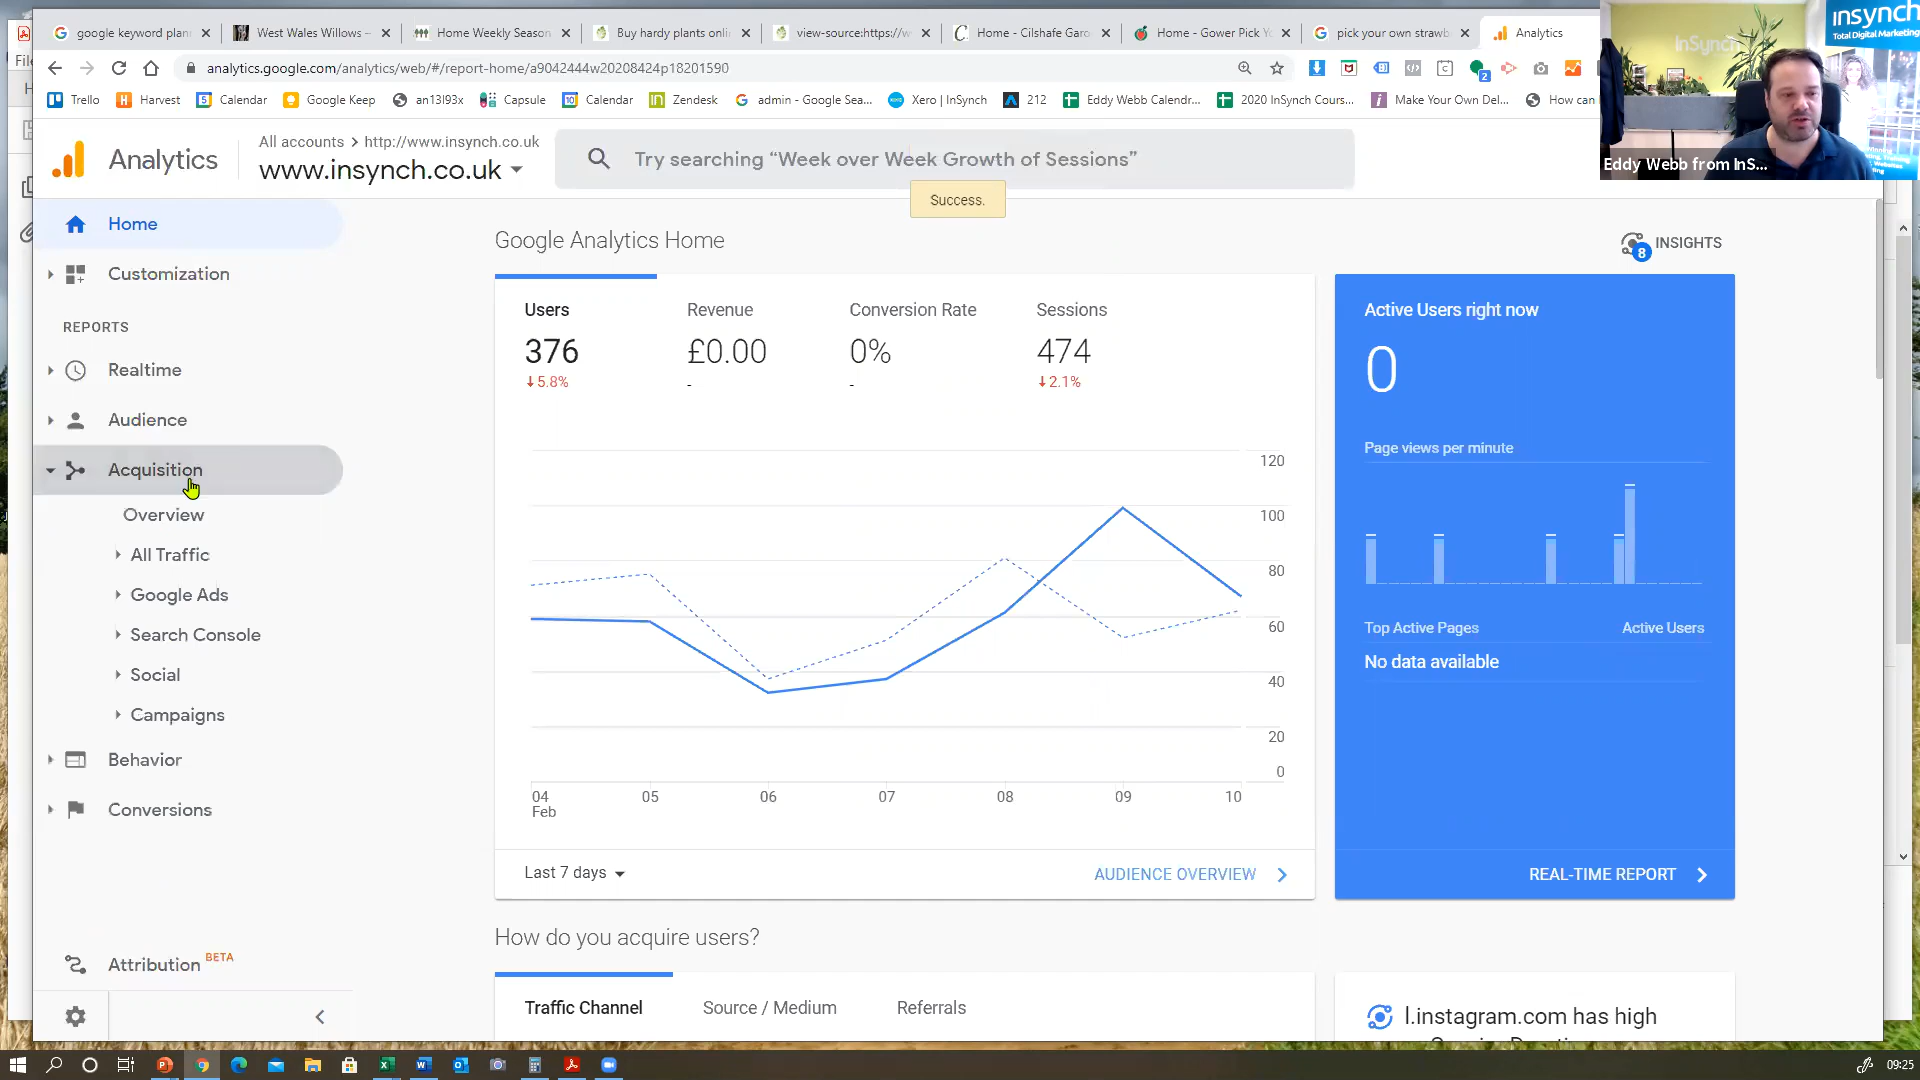 google keyword plan
West Wales Willows –
Home Weekly Season
Buy hardy plants onli
view-source:https://w
Home - Cilshafe Gard
Home - Gower Pick Y
pick your own strawb
Analytics
analytics.google.com/analytics/web/#/report-home/a9042444w20208424p18201590
2
Trello
Harvest
Calendar
Google Keep
an13l93x
Capsule
Calendar
Zendesk
admin - Google Sea...
Xero | InSynch
212
Eddy Webb Calendr...
2020 InSynch Cours...
Make Your Own Del...
How can
insynch
Total Digital Marketing
InSynch
Eddy Webb from InS...
Analytics
All accounts > http://www.insynch.co.uk
www.insynch.co.uk
Try searching “Week over Week Growth of Sessions”
Success.
Home
Customization
REPORTS
Realtime
Audience
Acquisition
Overview
All Traffic
Google Ads
Search Console
Social
Campaigns
Behavior
Conversions
Attribution BETA
Google Analytics Home
INSIGHTS
8
Users
376
5.8%
Revenue
£0.00
-
Conversion Rate
0%
-
Sessions
474
2.1%
120
100
80
60
40
20
0
04
Feb
05
06
07
08
09
10
Last 7 days
AUDIENCE OVERVIEW
Active Users right now
0
Page views per minute
Top Active Pages
Active Users
No data available
REAL-TIME REPORT
How do you acquire users?
Traffic Channel
Source / Medium
Referrals
l.instagram.com has high
09:25